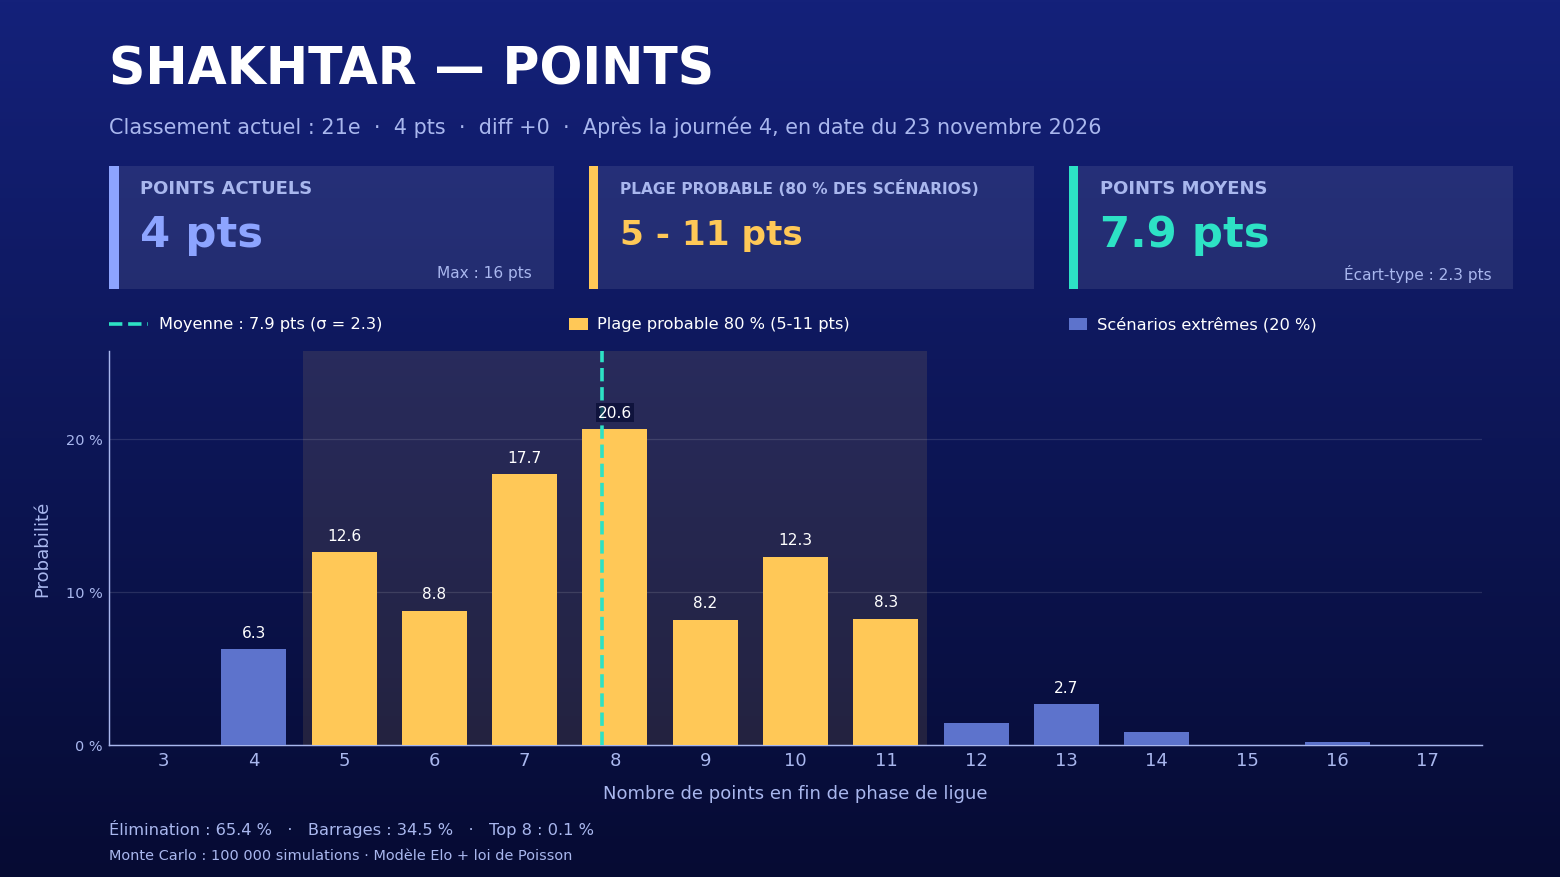 SHAKHTAR — POINTS
Classement actuel : 21e · 4 pts · diff +0 · Après la journée 4, en date du 23 novembre 2026
POINTS ACTUELS
4 pts
Max : 16 pts
PLAGE PROBABLE (80 % DES SCÉNARIOS)
5 - 11 pts
POINTS MOYENS
7.9 pts
Écart-type : 2.3 pts
Moyenne : 7.9 pts (σ = 2.3)
Plage probable 80 % (5-11 pts)
Scénarios extrêmes (20 %)
Probabilité
20 %
10 %
0 %
6.3
12.6
8.8
17.7
20.6
8.2
12.3
8.3
2.7
3 4 5 6 7 8 9 10 11 12 13 14 15 16 17
Nombre de points en fin de phase de ligue
Élimination : 65.4 % · Barrages : 34.5 % · Top 8 : 0.1 %
Monte Carlo : 100 000 simulations · Modèle Elo + loi de Poisson